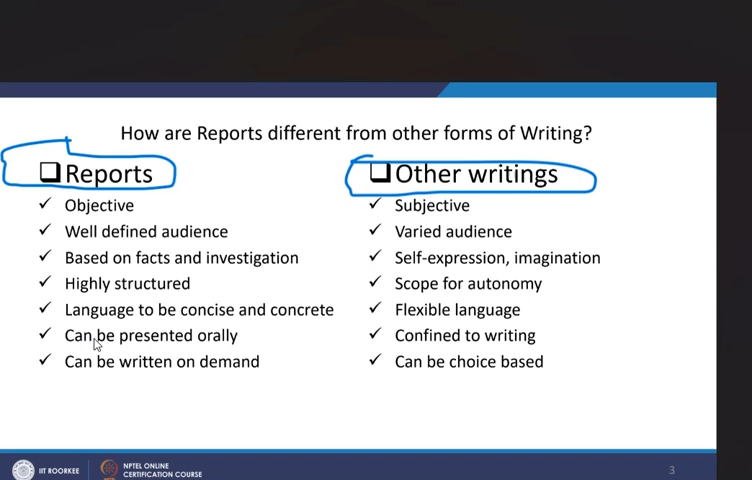 How are Reports different from other forms of Writing?
Reports
Objective
Well defined audience
Based on facts and investigation
Highly structured
Language to be concise and concrete
Can be presented orally
Can be written on demand
Other writings
Subjective
Varied audience
Self-expression, imagination
Scope for autonomy
Flexible language
Confined to writing
Can be choice based
IIT ROORKEE
NPTEL ONLINE
CERTIFICATION COURSE
3